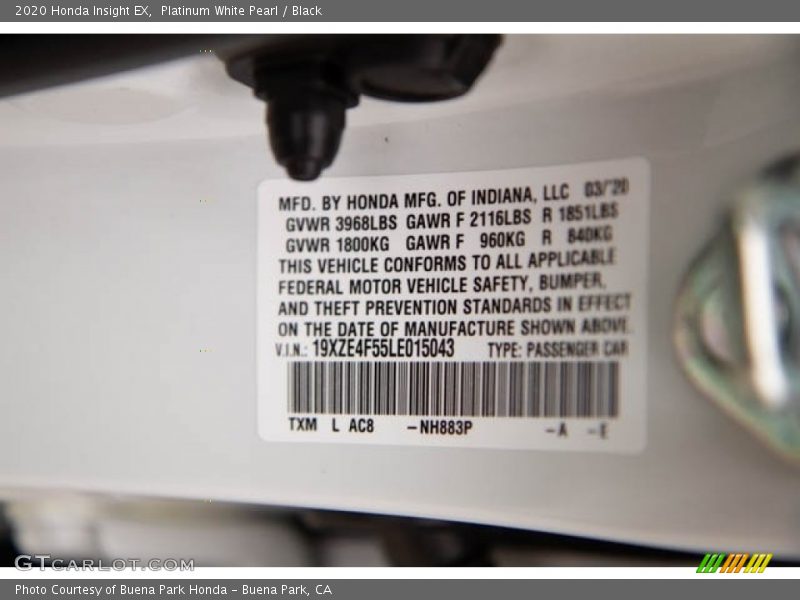 2020 Honda Insight EX, Platinum White Pearl / Black
MFD. BY HONDA MFG. OF INDIANA, LLC 03/'20
GVWR 3968LBS GAWR F 2116LBS R 1851LBS
GVWR 1800KG GAWR F 960KG R 840KG
THIS VEHICLE CONFORMS TO ALL APPLICABLE
FEDERAL MOTOR VEHICLE SAFETY, BUMPER,
AND THEFT PREVENTION STANDARDS IN EFFECT
ON THE DATE OF MANUFACTURE SHOWN ABOVE.
V.I.N.: 19XZE4F55LE015043 TYPE: PASSENGER CAR
TXM L AC8 -NH883P -A -E
GTCARLOT.COM
Photo Courtesy of Buena Park Honda - Buena Park, CA